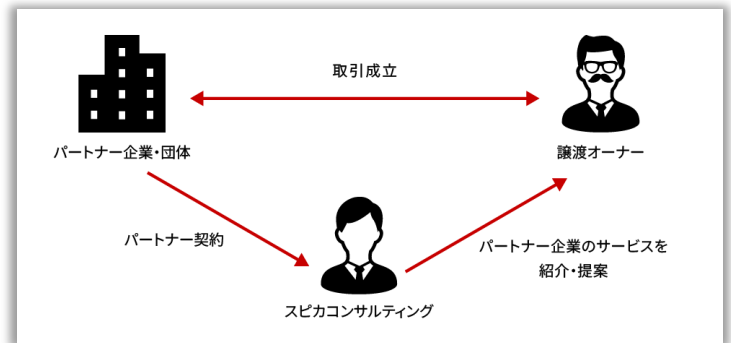 取引成立
パートナー企業・団体
譲渡オーナー
パートナー契約
パートナー企業のサービスを
紹介・提案
スピカコンサルティング